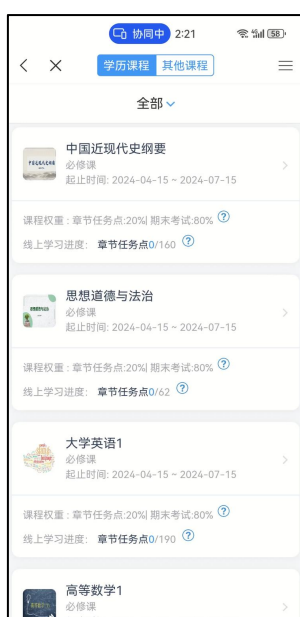 协同中 2:21 58
学历课程 其他课程
全部
中国近现代史纲要
必修课
起止时间: 2024-04-15 ~ 2024-07-15
课程权重 : 章节任务点:20%| 期末考试:80% ?
线上学习进度: 章节任务点0/160 ?
思想道德与法治
必修课
起止时间: 2024-04-15 ~ 2024-07-15
课程权重 : 章节任务点:20%| 期末考试:80% ?
线上学习进度: 章节任务点0/62 ?
大学英语1
必修课
起止时间: 2024-04-15 ~ 2024-07-15
课程权重 : 章节任务点:20%| 期末考试:80% ?
线上学习进度: 章节任务点0/190 ?
高等数学1
必修课